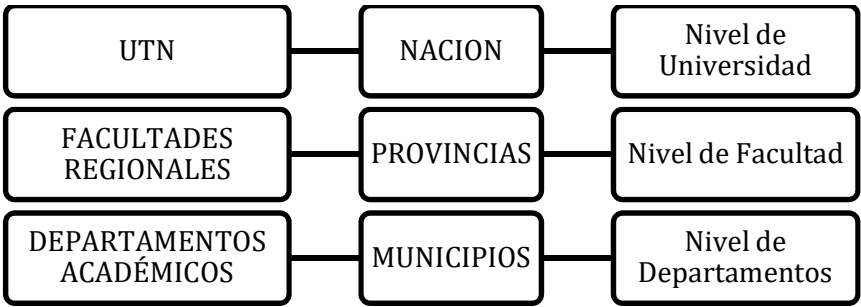 UTN
NACION
Nivel de
Universidad
FACULTADES
REGIONALES
PROVINCIAS
Nivel de Facultad
DEPARTAMENTOS
ACADÉMICOS
MUNICIPIOS
Nivel de
Departamentos